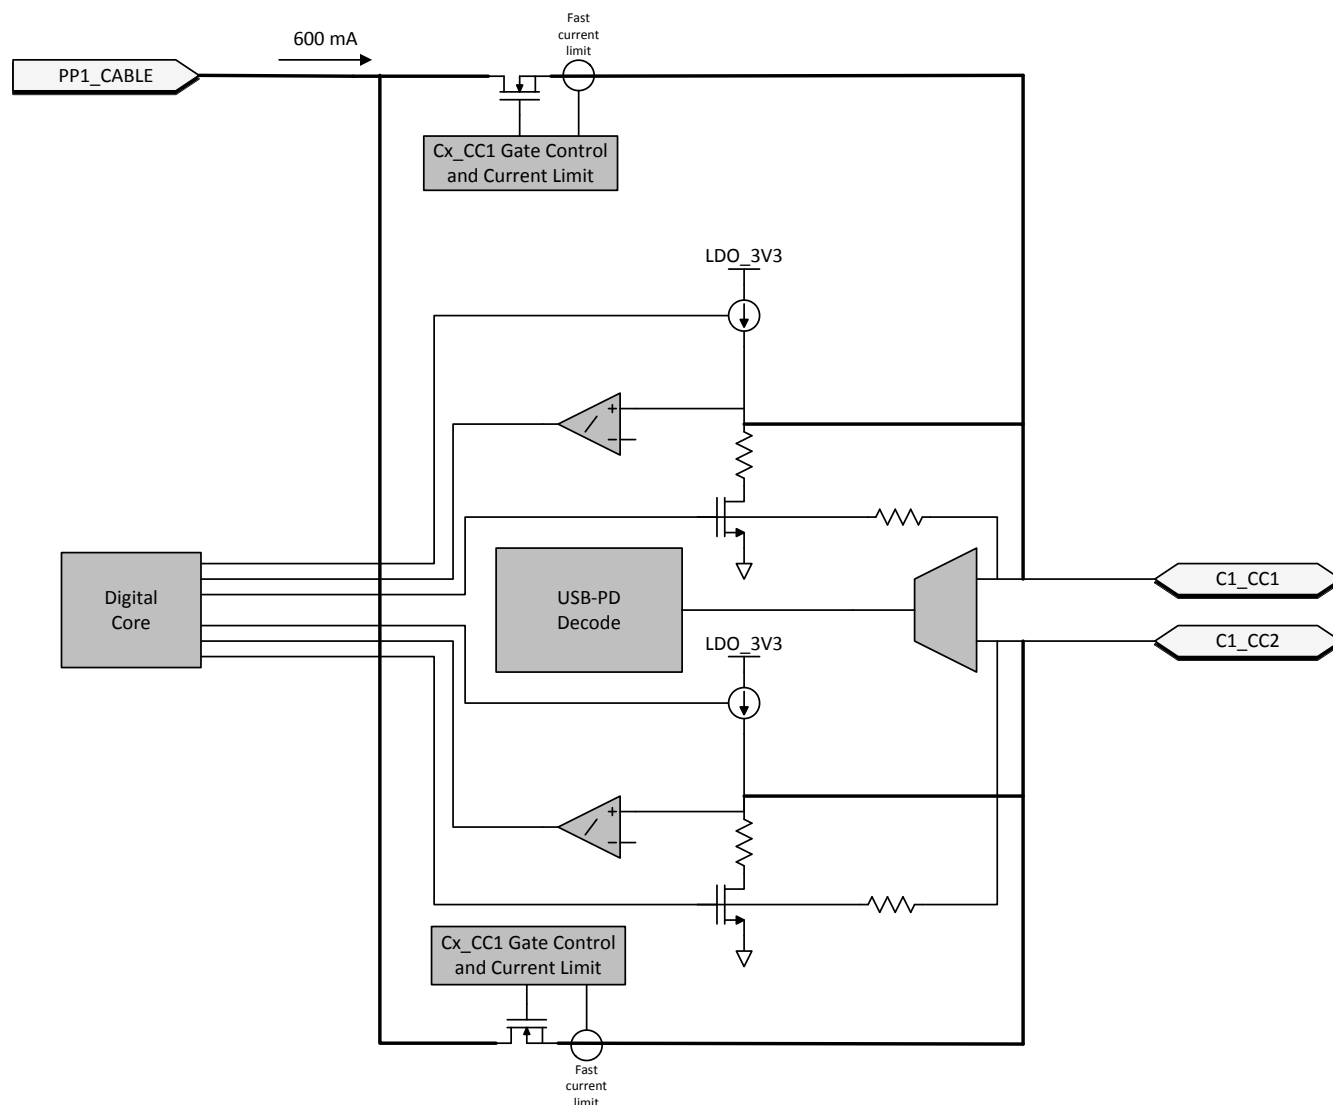 Fast
current
limit
600 mA
PP1_CABLE
Cx_CC1 Gate Control
and Current Limit
LDO_3V3
+
−
Digital
Core
USB-PD
Decode
C1_CC1
C1_CC2
LDO_3V3
+
−
Cx_CC1 Gate Control
and Current Limit
Fast
current
limit